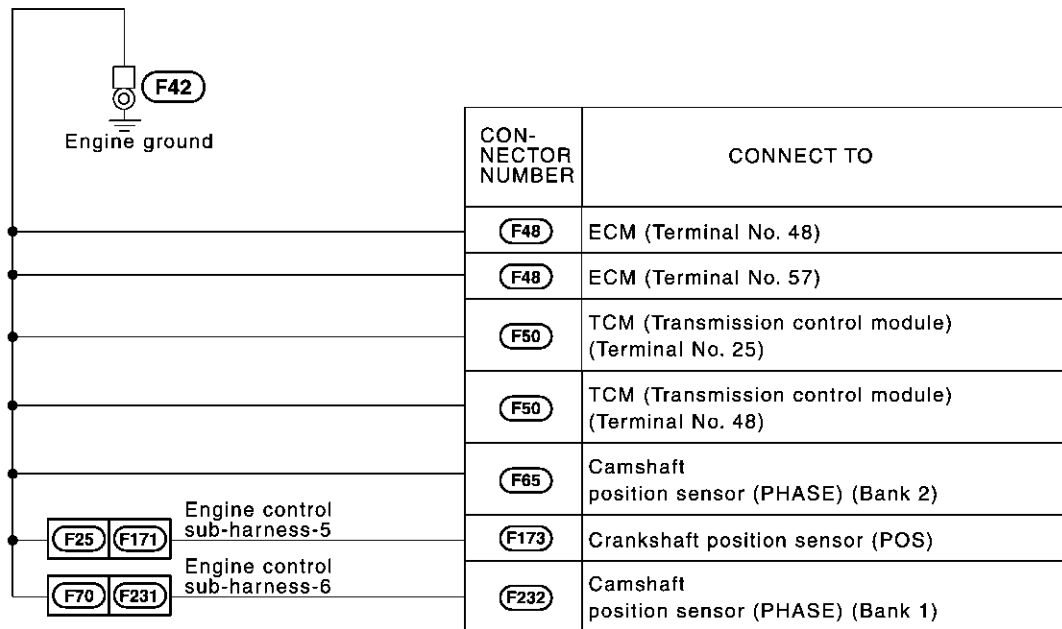 F42
Engine ground
CON-
NECTOR
NUMBER
CONNECT TO
F48
ECM (Terminal No. 48)
F48
ECM (Terminal No. 57)
F50
TCM (Transmission control module)
(Terminal No. 25)
F50
TCM (Transmission control module)
(Terminal No. 48)
F65
Camshaft
position sensor (PHASE) (Bank 2)
F25
F171
Engine control
sub-harness-5
F173
Crankshaft position sensor (POS)
F70
F231
Engine control
sub-harness-6
F232
Camshaft
position sensor (PHASE) (Bank 1)